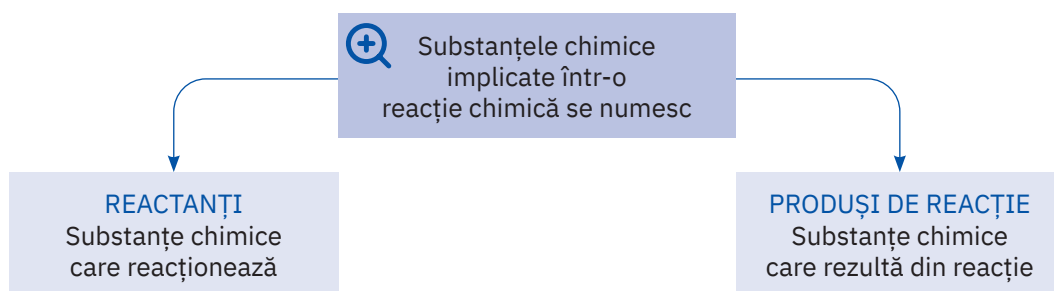 Substanțele chimice
implicate într-o
reacție chimică se numesc
REACTANȚI
Substanțe chimice
care reacționează
PRODUȘI DE REACȚIE
Substanțe chimice
care rezultă din reacție